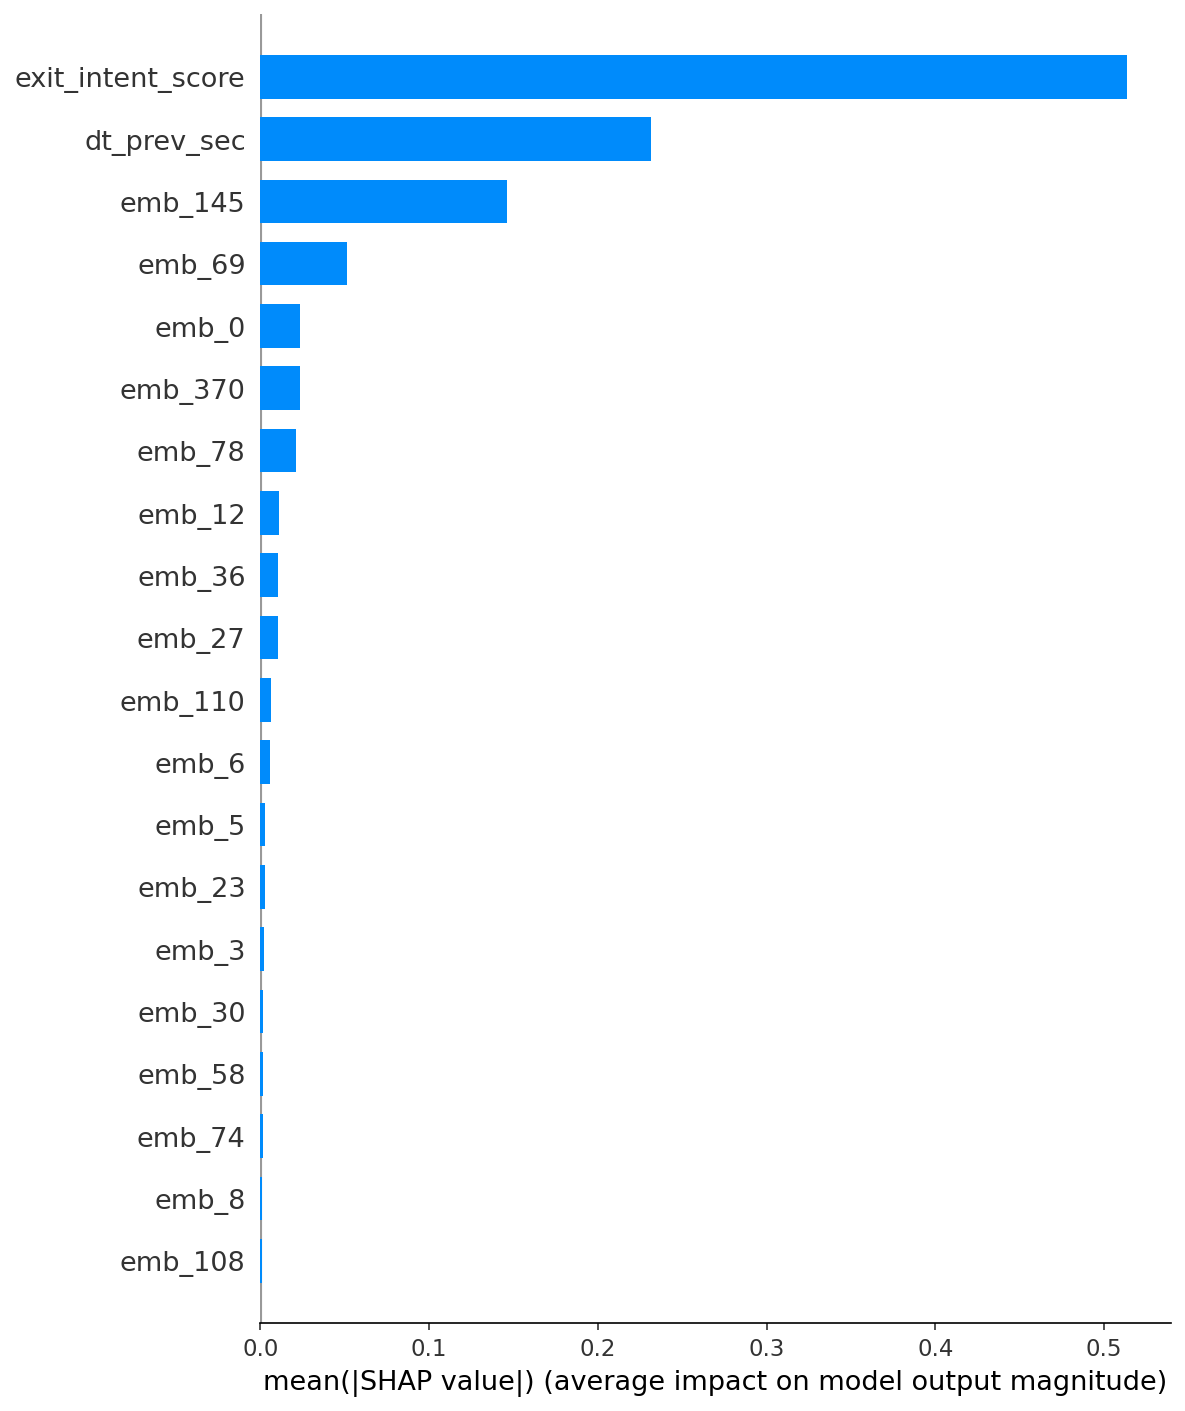 exit_intent_score
dt_prev_sec
emb_145
emb_69
emb_0
emb_370
emb_78
emb_12
emb_36
emb_27
emb_110
emb_6
emb_5
emb_23
emb_3
emb_30
emb_58
emb_74
emb_8
emb_108
0.0 0.1 0.2 0.3 0.4 0.5
mean(|SHAP value|) (average impact on model output magnitude)